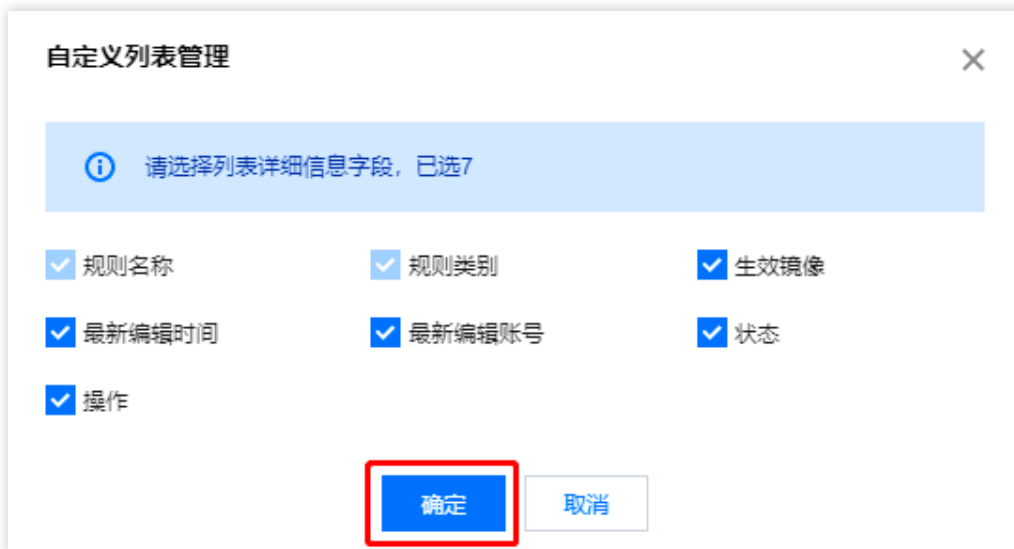 自定义列表管理
请选择列表详细信息字段，已选7
规则名称 规则类别 生效镜像
最新编辑时间 最新编辑账号 状态
操作
确定 取消